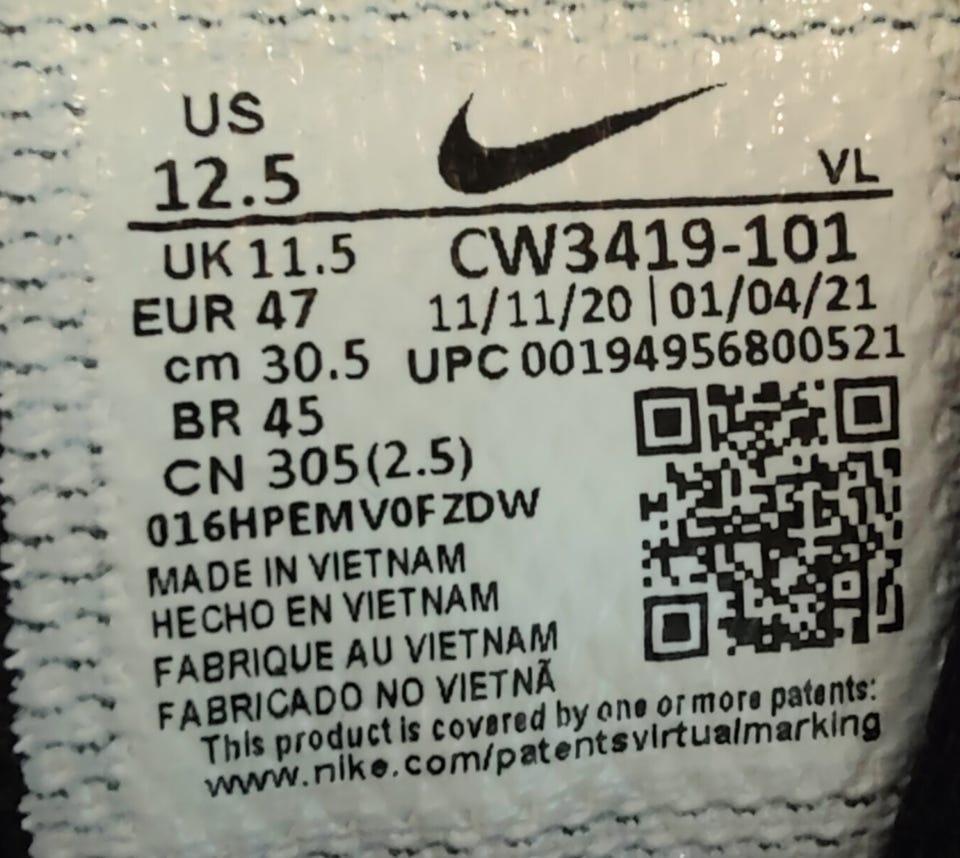 US
12.5
VL
UK 11.5
CW3419-101
EUR 47
11/11/20 | 01/04/21
cm 30.5
UPC 00194956800521
BR 45
CN 305(2.5)
016HPEMV0FZDW
MADE IN VIETNAM
HECHO EN VIETNAM
FABRIQUE AU VIETNAM
FABRICADO NO VIETNÃ
This product is covered by one or more patents:
www.nike.com/patentsvirtualmarking